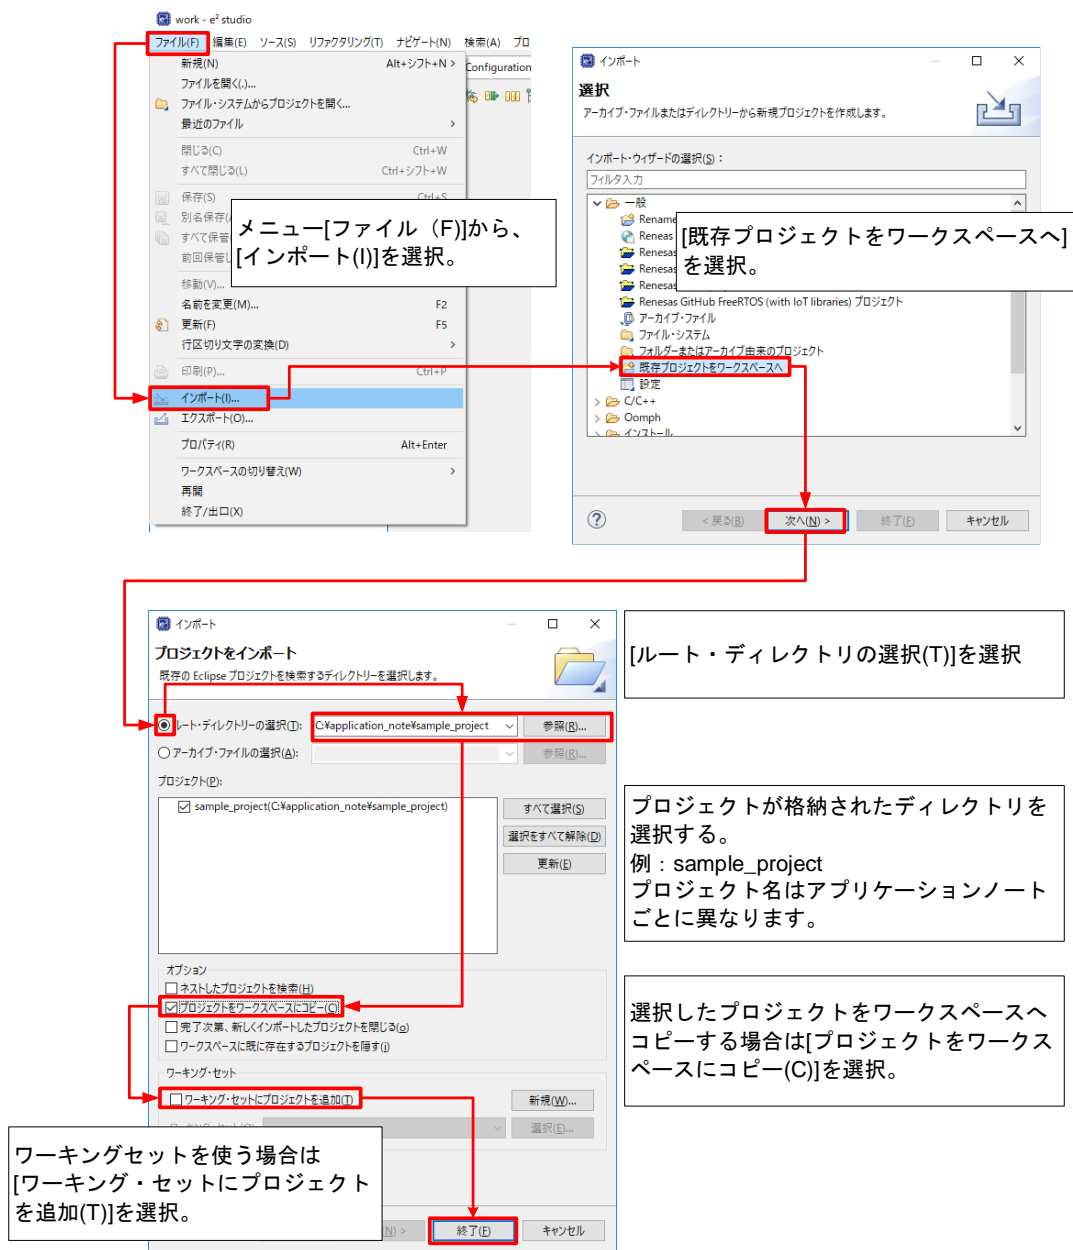 work - e² studio
ファイル(F) 編集(E) ソース(S) リファクタリング(T) ナビゲート(N) 検索(A) プロ
新規(N) Alt+シフト+N >
ファイルを開く(.)...
ファイル・システムからプロジェクトを開く...
最近のファイル >
閉じる(C) Ctrl+W
すべて閉じる(L) Ctrl+シフト+W
保存(S) Ctrl+S
別名保存(
すべて保管
前回保管
移動(V)...
名前を変更(M)... F2
更新(F) F5
行区切り文字の変換(D) >
印刷(P)... Ctrl+P
インポート(I)...
エクスポート(O)...
プロパティ(R) Alt+Enter
ワークスペースの切り替え(W) >
再開
終了/出口(X)
Configuration
メニュー[ファイル（F)]から、
[インポート(I)]を選択。
インポート
選択
アーカイブ・ファイルまたはディレクトリーから新規プロジェクトを作成します。
インポート・ウィザードの選択(S)：
フィルタ入力
一般
Rename
Reneas
Renesas
Renesas
Renesas
Renesas GitHub FreeRTOS (with IoT libraries) プロジェクト
アーカイブ・ファイル
ファイル・システム
フォルダーまたはアーカイブ由来のプロジェクト
既存プロジェクトをワークスペースへ
設定
> C/C++
> Oomph
> インストール
[既存プロジェクトをワークスペースへ]
を選択。
< 戻る(B) 次へ(N) > 終了(F) キャンセル
インポート
プロジェクトをインポート
既存の Eclipse プロジェクトを検索するディレクトリーを選択します。
ルート・ディレクトリーの選択(T): C:¥application_note¥sample_project 参照(R)...
アーカイブ・ファイルの選択(A): 参照(R)...
プロジェクト(P):
sample_project(C:¥application_note¥sample_project)
すべて選択(S)
選択をすべて解除(D)
更新(E)
オプション
ネストしたプロジェクトを検索(H)
プロジェクトをワークスペースにコピー(C)
完了次第、新しくインポートしたプロジェクトを閉じる(o)
ワークスペースに既に存在するプロジェクトを隠す(i)
ワーキング・セット
ワーキング・セットにプロジェクトを追加(T) 新規(W)...
選択(E)...
(N) > 終了(F) キャンセル
[ルート・ディレクトリの選択(T)]を選択
プロジェクトが格納されたディレクトリを
選択する。
例：sample_project
プロジェクト名はアプリケーションノート
ごとに異なります。
選択したプロジェクトをワークスペースへ
コピーする場合は[プロジェクトをワークス
ペースにコピー(C)]を選択。
ワーキングセットを使う場合は
[ワーキング・セットにプロジェクト
を追加(T)]を選択。